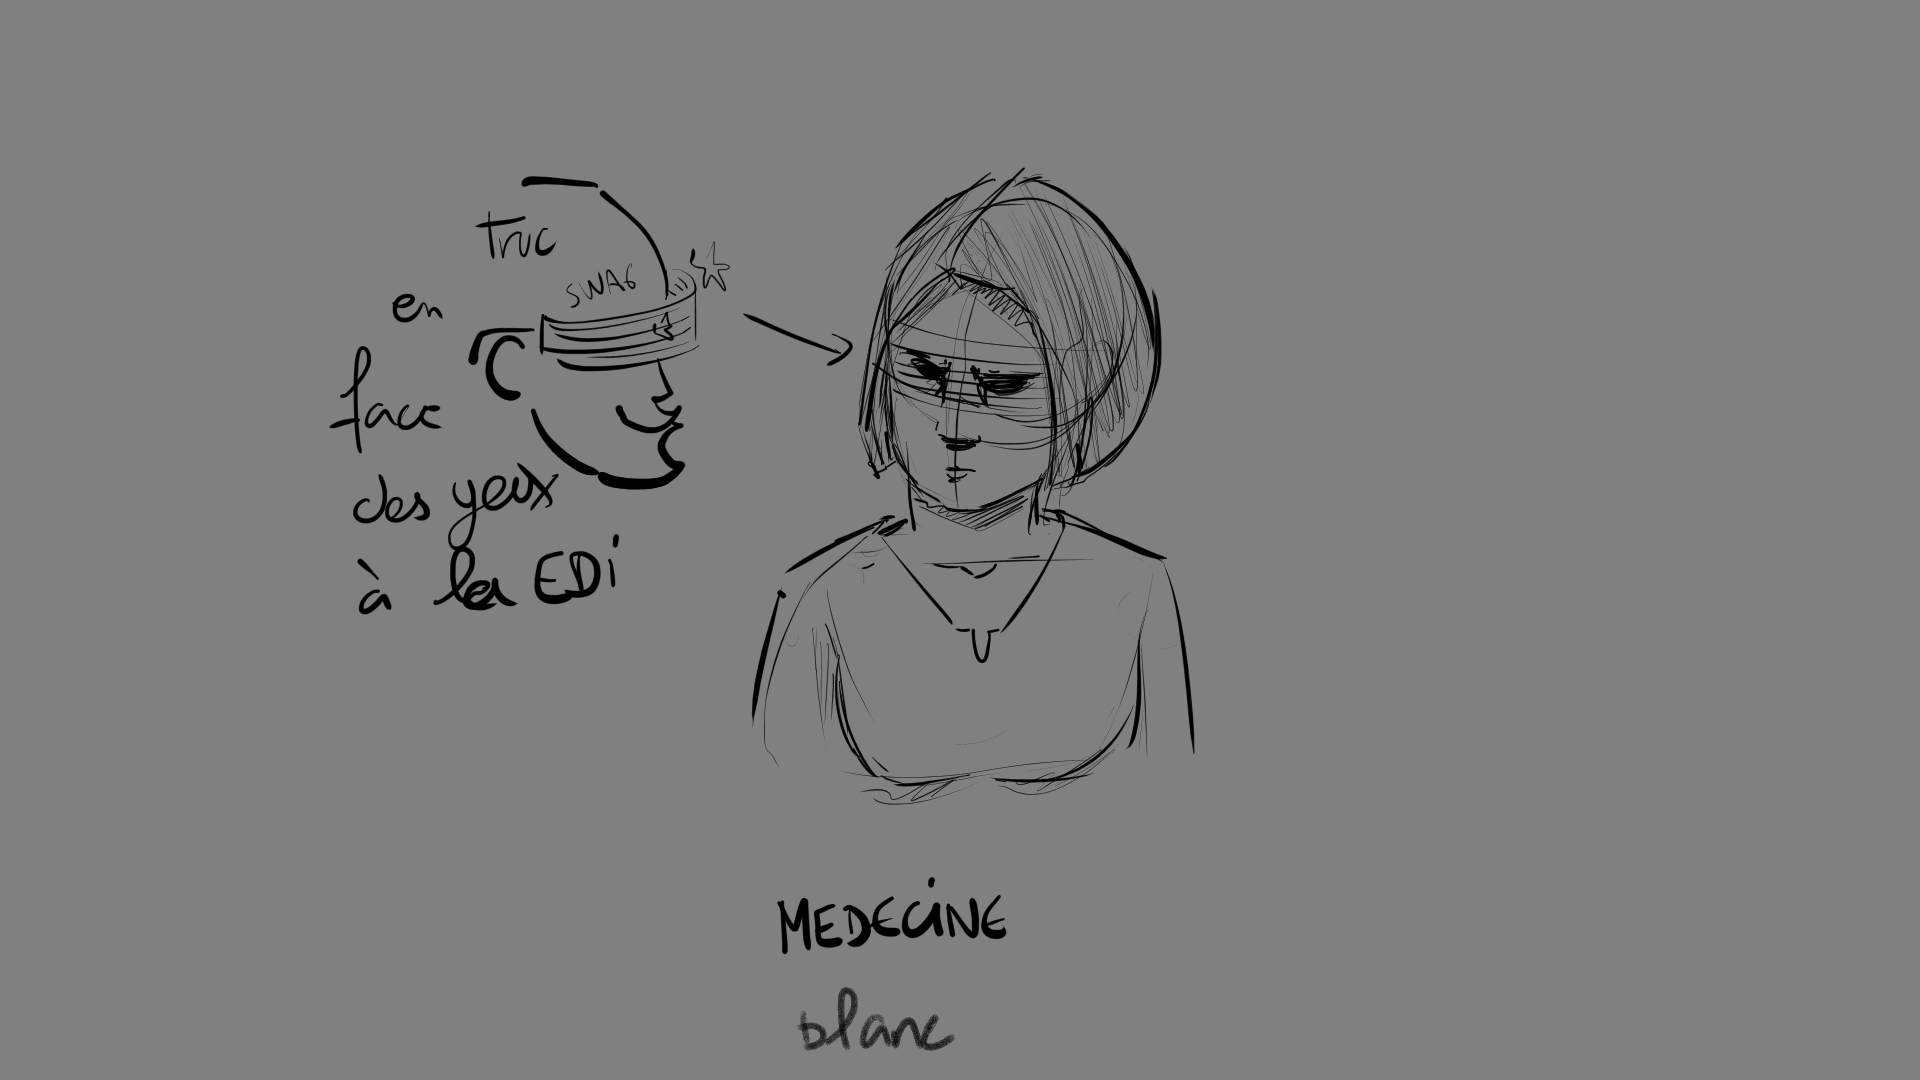 truc
SWAG
en
face
des yeux
à la EDi
MEDECiNE
blanc